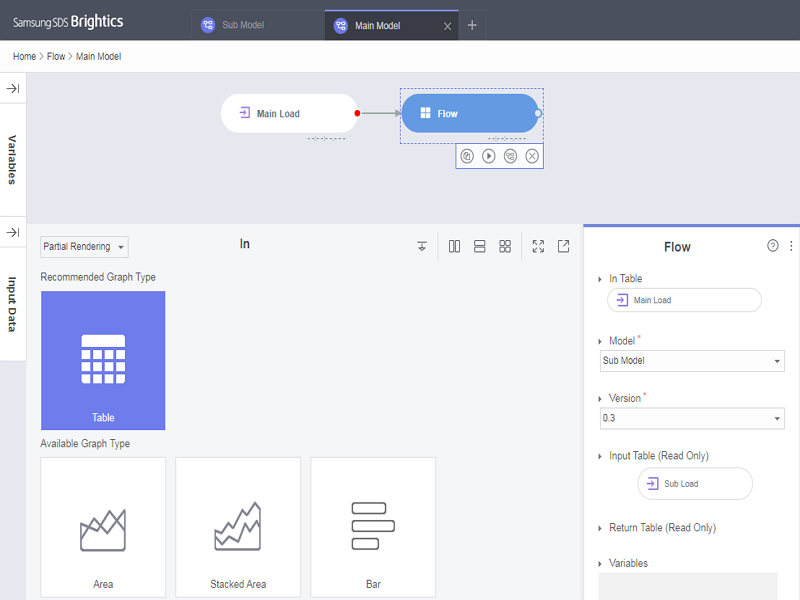 Samsung SDS Brightics
Sub Model
Main Model
Home > Flow > Main Model
Variables
Input Data
Main Load
--:--:--.---
Flow
--:--:--.---
Partial Rendering
In
Recommended Graph Type
Table
Available Graph Type
Area
Stacked Area
Bar
Flow
In Table
Main Load
Model *
Sub Model
Version *
0.3
Input Table (Read Only)
Sub Load
Return Table (Read Only)
Variables